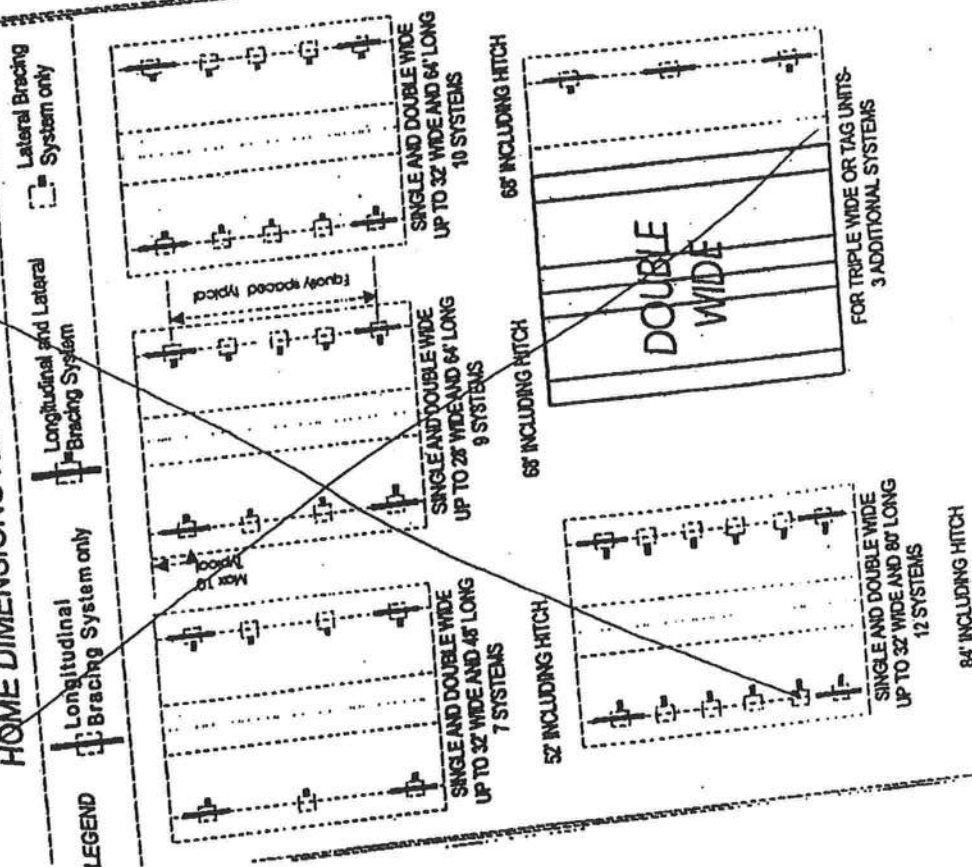 HOME DIMENSIONS
LEGEND
Longitudinal
Bracing System only
Longitudinal and Lateral
Bracing System
Lateral Bracing
System only
Max 10
typical
Equally spaced typical
SINGLE AND DOUBLE WIDE
UP TO 32' WIDE AND 48' LONG
7 SYSTEMS
52' INCLUDING HITCH
SINGLE AND DOUBLE WIDE
UP TO 28' WIDE AND 64' LONG
9 SYSTEMS
68' INCLUDING HITCH
SINGLE AND DOUBLE WIDE
UP TO 32' WIDE AND 64' LONG
10 SYSTEMS
68' INCLUDING HITCH
SINGLE AND DOUBLE WIDE
UP TO 32' WIDE AND 80' LONG
12 SYSTEMS
84' INCLUDING HITCH
DOUBLE
WIDE
FOR TRIPLE WIDE OR TAG UNITS-
3 ADDITIONAL SYSTEMS